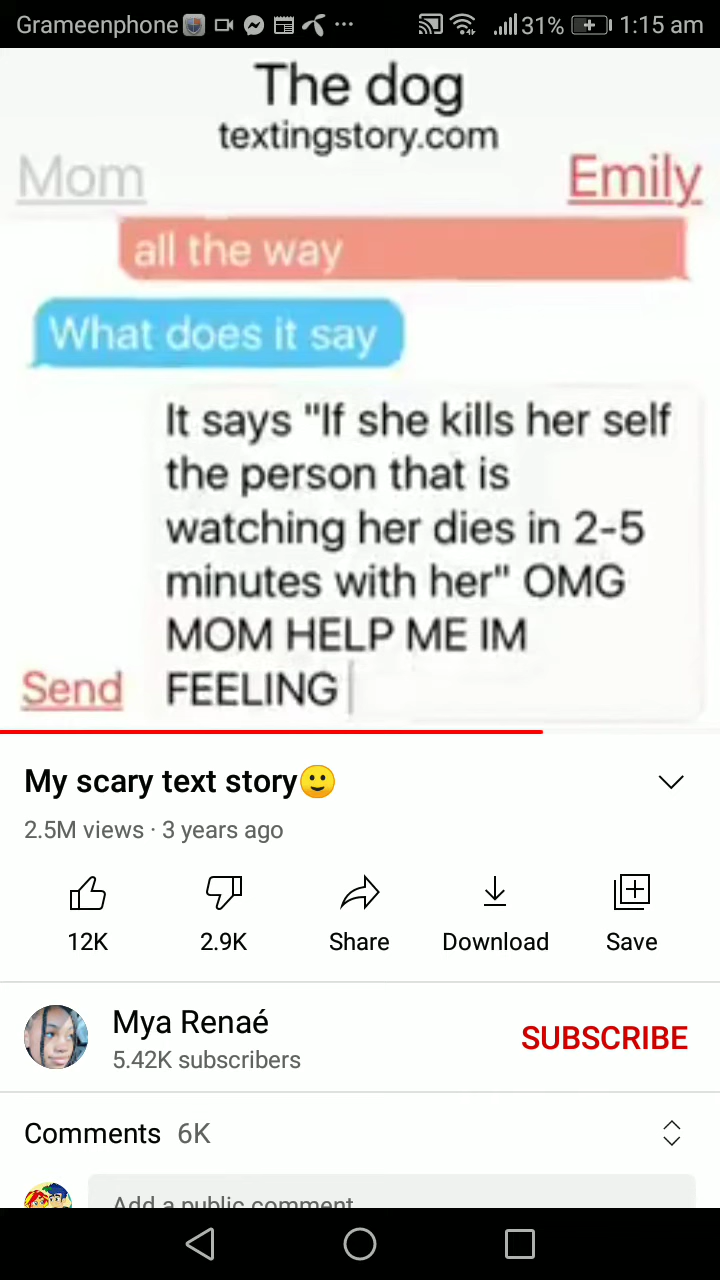 Grameenphone ... 31% 1:15 am
The dog
textingstory.com
Mom Emily
all the way
What does it say
It says "If she kills her self
the person that is
watching her dies in 2-5
minutes with her" OMG
MOM HELP ME IM
Send FEELING
My scary text story🙂
2.5M views · 3 years ago
12K 2.9K Share Download Save
Mya Renaé
5.42K subscribers
SUBSCRIBE
Comments 6K
Add a public comment